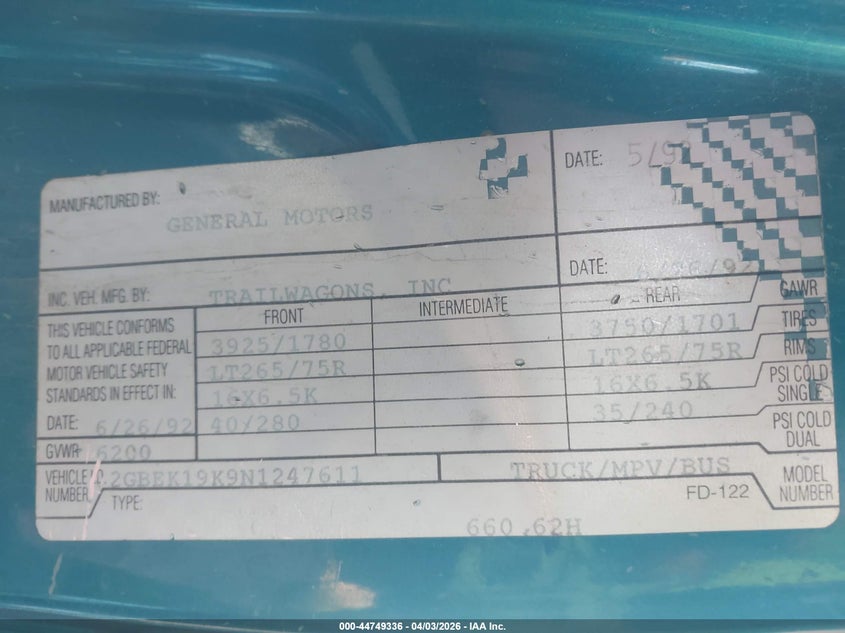 MANUFACTURED BY:
GENERAL MOTORS
DATE: 5/92
INC. VEH. MFG. BY: TRAILWAGONS, INC
DATE: 6/26/92
THIS VEHICLE CONFORMS
TO ALL APPLICABLE FEDERAL
MOTOR VEHICLE SAFETY
STANDARDS IN EFFECT IN:
DATE: 6/26/92
FRONT INTERMEDIATE REAR GAWR
3925/1780 3750/1701 TIRES
LT265/75R LT265/75R RIMS
16X6.5K 16X6.5K PSI COLD
SINGLE
40/280 35/240 PSI COLD
DUAL
GVWR 6200
VEHICLE I.D.
NUMBER 2GBEK19K9N1247611
TRUCK/MPV/BUS
MODEL
NUMBER
TYPE:
FD-122
660.62H
000-44749336 - 04/03/2026 - IAA Inc.